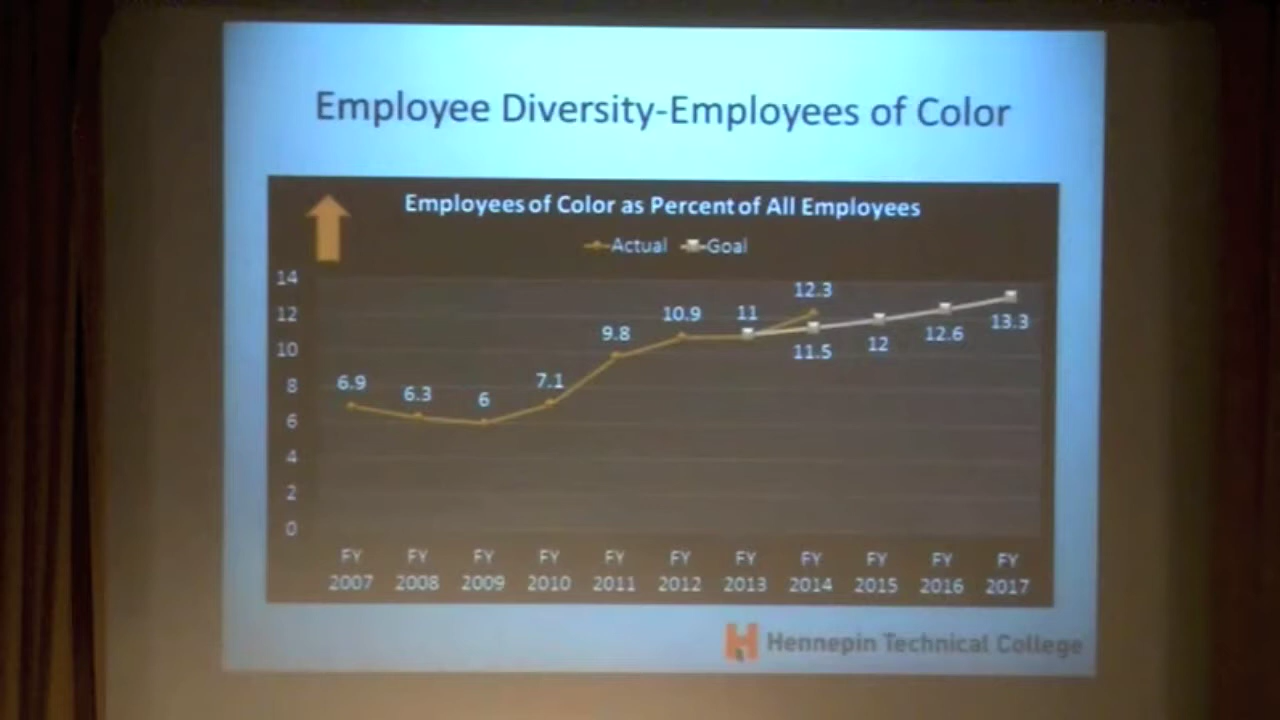 Employee Diversity-Employees of Color
Employees of Color as Percent of All Employees
Actual Goal
14
12
10
8
6
4
2
0
6.9
6.3
6
7.1
9.8
10.9
11
12.3
11.5
12
12.6
13.3
FY 2007
FY 2008
FY 2009
FY 2010
FY 2011
FY 2012
FY 2013
FY 2014
FY 2015
FY 2016
FY 2017
H Hennepin Technical College